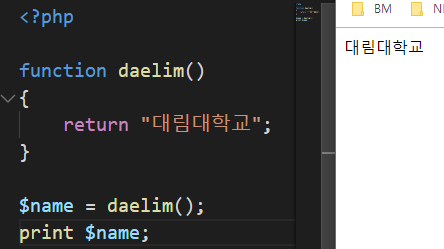 <?php
function daelim()
{
    return "대림대학교";
}
$name = daelim();
print $name;
BM
대림대학교